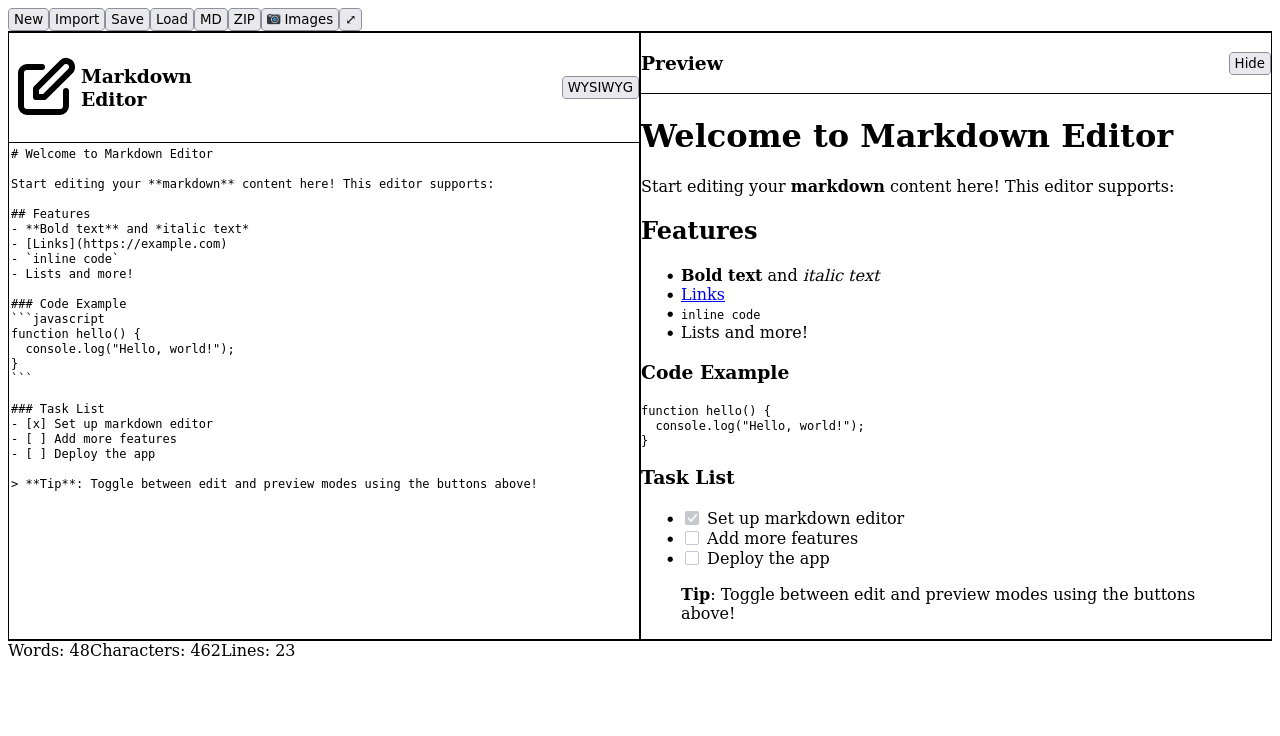 New Import Save Load MD ZIP 📷 Images ⤢
Markdown
Editor
WYSIWYG
# Welcome to Markdown Editor
Start editing your **markdown** content here! This editor supports:
## Features
- **Bold text** and *italic text*
- [Links](https://example.com)
- `inline code`
- Lists and more!
### Code Example
```javascript
function hello() {
  console.log("Hello, world!");
}
```
### Task List
- [x] Set up markdown editor
- [ ] Add more features
- [ ] Deploy the app
> **Tip**: Toggle between edit and preview modes using the buttons above!
Preview
Hide
Welcome to Markdown Editor
Start editing your markdown content here! This editor supports:
Features
• Bold text and italic text
• Links
• inline code
• Lists and more!
Code Example
function hello() {
  console.log("Hello, world!");
}
Task List
• Set up markdown editor
• Add more features
• Deploy the app
Tip: Toggle between edit and preview modes using the buttons
above!
Words: 48Characters: 462Lines: 23